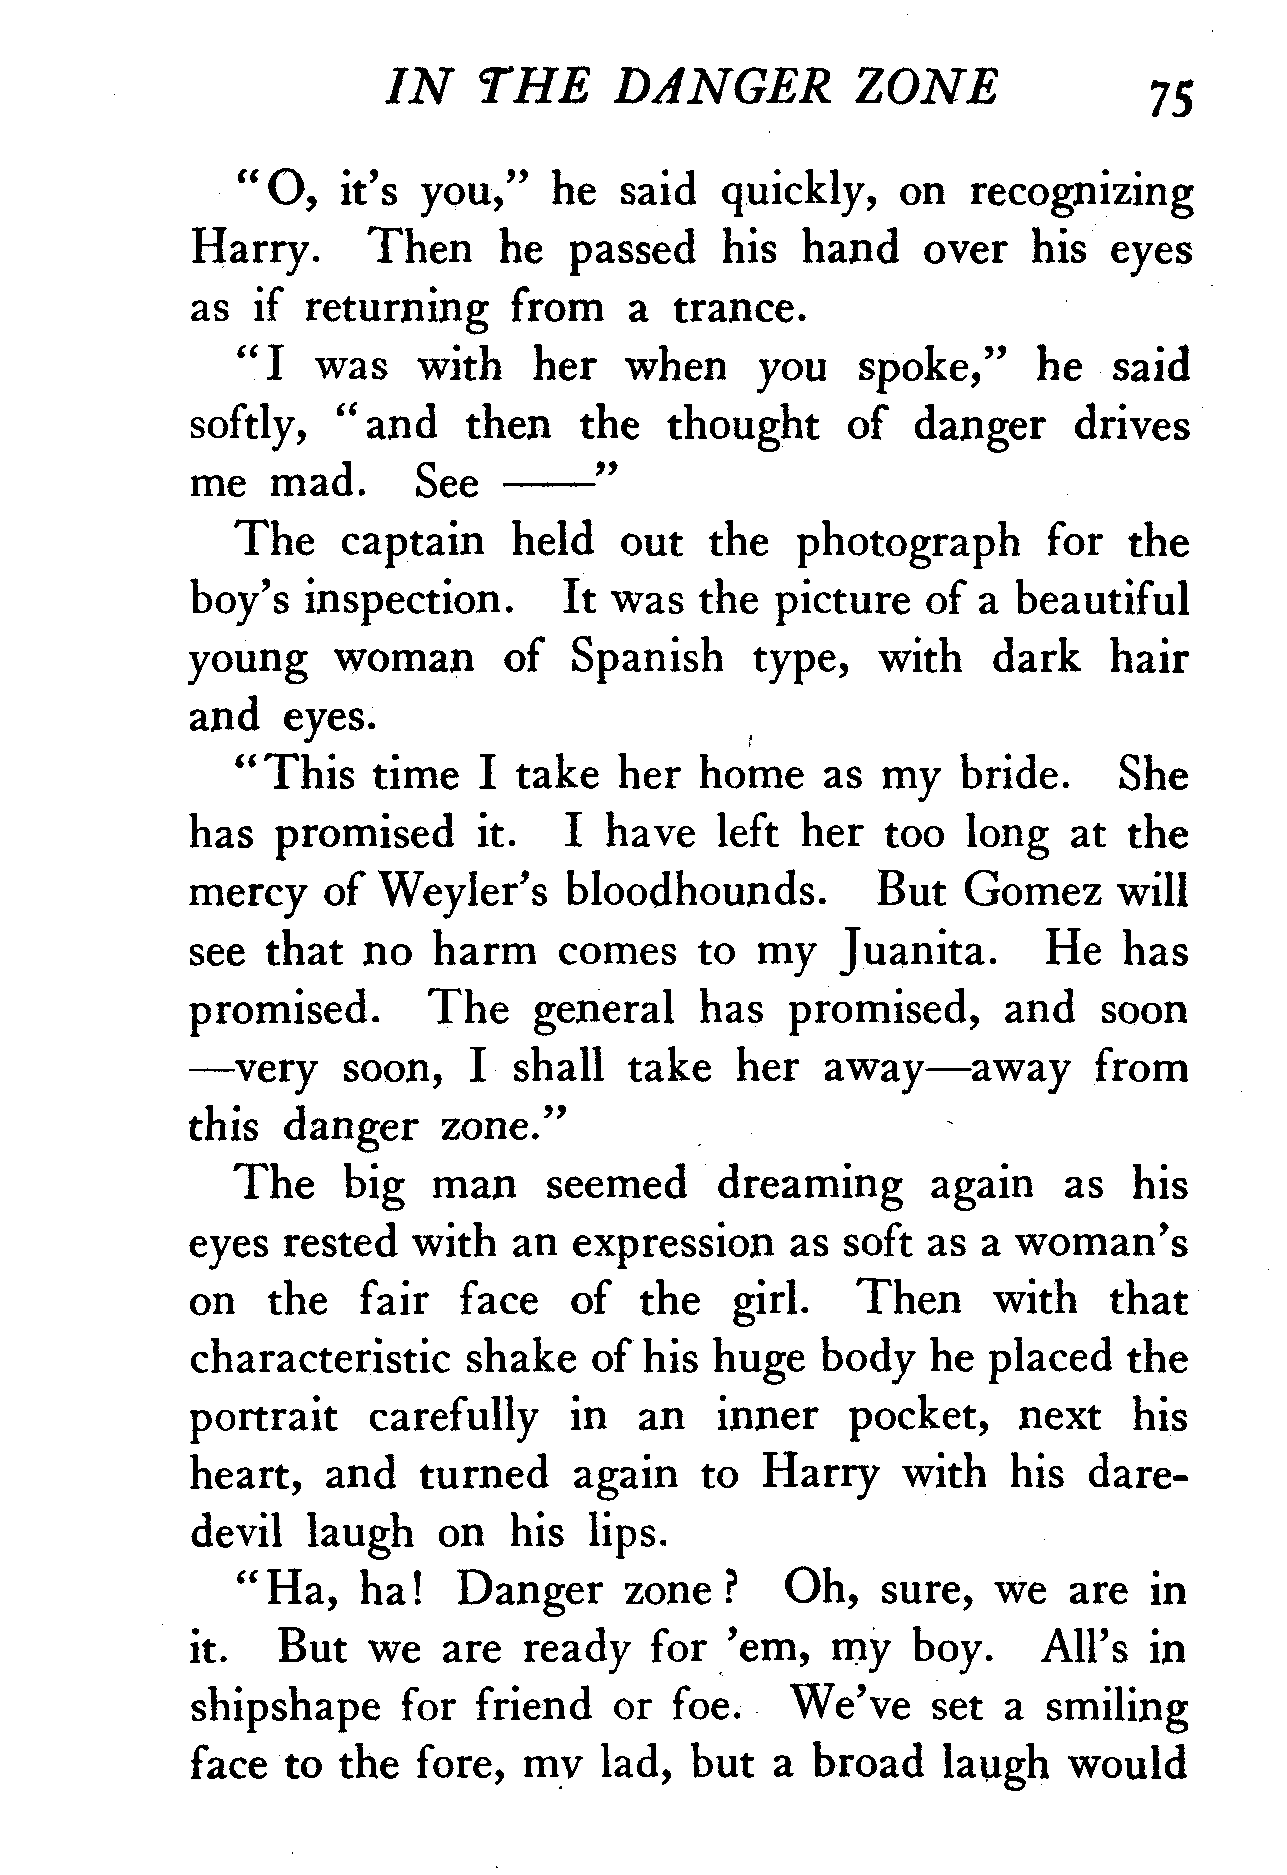 IN THE DANGER ZONE 75
"O, it's you," he said quickly, on recognizing
Harry. Then he passed his hand over his eyes
as if returning from a trance.
"I was with her when you spoke," he said
softly, "and then the thought of danger drives
me mad. See ——"
The captain held out the photograph for the
boy's inspection. It was the picture of a beautiful
young woman of Spanish type, with dark hair
and eyes.
"This time I take her home as my bride. She
has promised it. I have left her too long at the
mercy of Weyler's bloodhounds. But Gomez will
see that no harm comes to my Juanita. He has
promised. The general has promised, and soon
—very soon, I shall take her away—away from
this danger zone."
The big man seemed dreaming again as his
eyes rested with an expression as soft as a woman's
on the fair face of the girl. Then with that
characteristic shake of his huge body he placed the
portrait carefully in an inner pocket, next his
heart, and turned again to Harry with his dare-
devil laugh on his lips.
"Ha, ha! Danger zone? Oh, sure, we are in
it. But we are ready for 'em, my boy. All's in
shipshape for friend or foe. We've set a smiling
face to the fore, my lad, but a broad laugh would